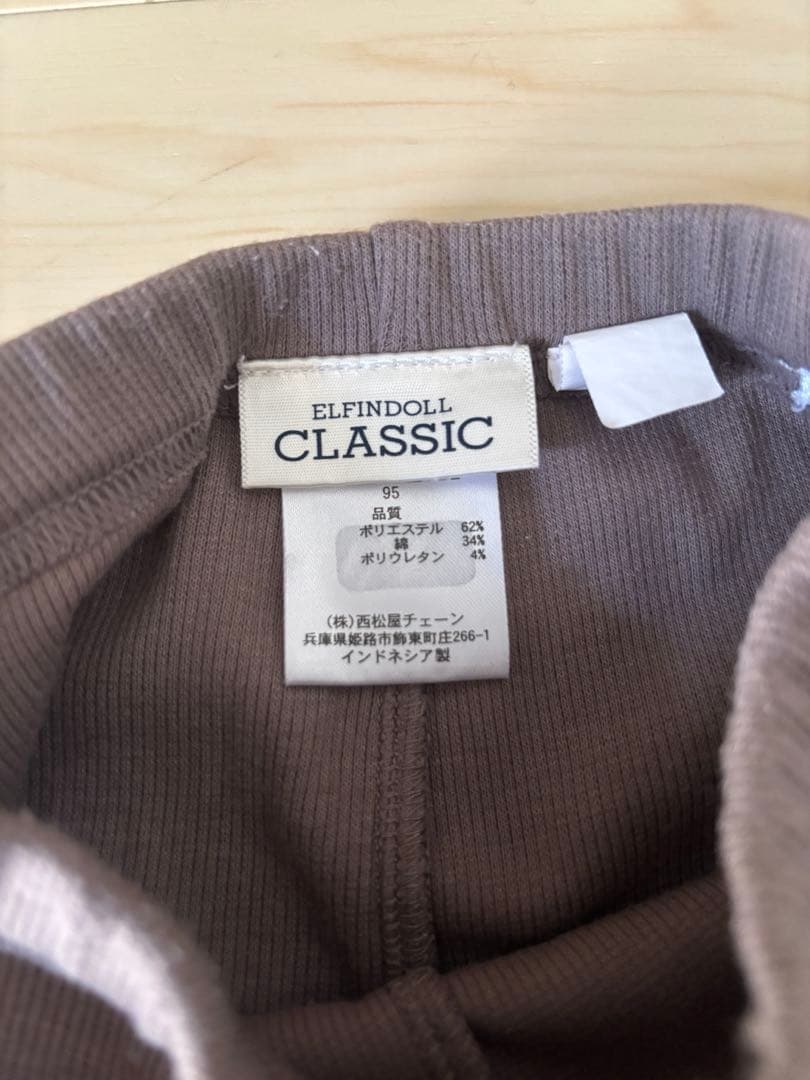 ELFINDOLL
CLASSIC
95
品質
ポリエステル 62%
綿 34%
ポリウレタン 4%
(株)西松屋チェーン
兵庫県姫路市飾東町庄266-1
インドネシア製